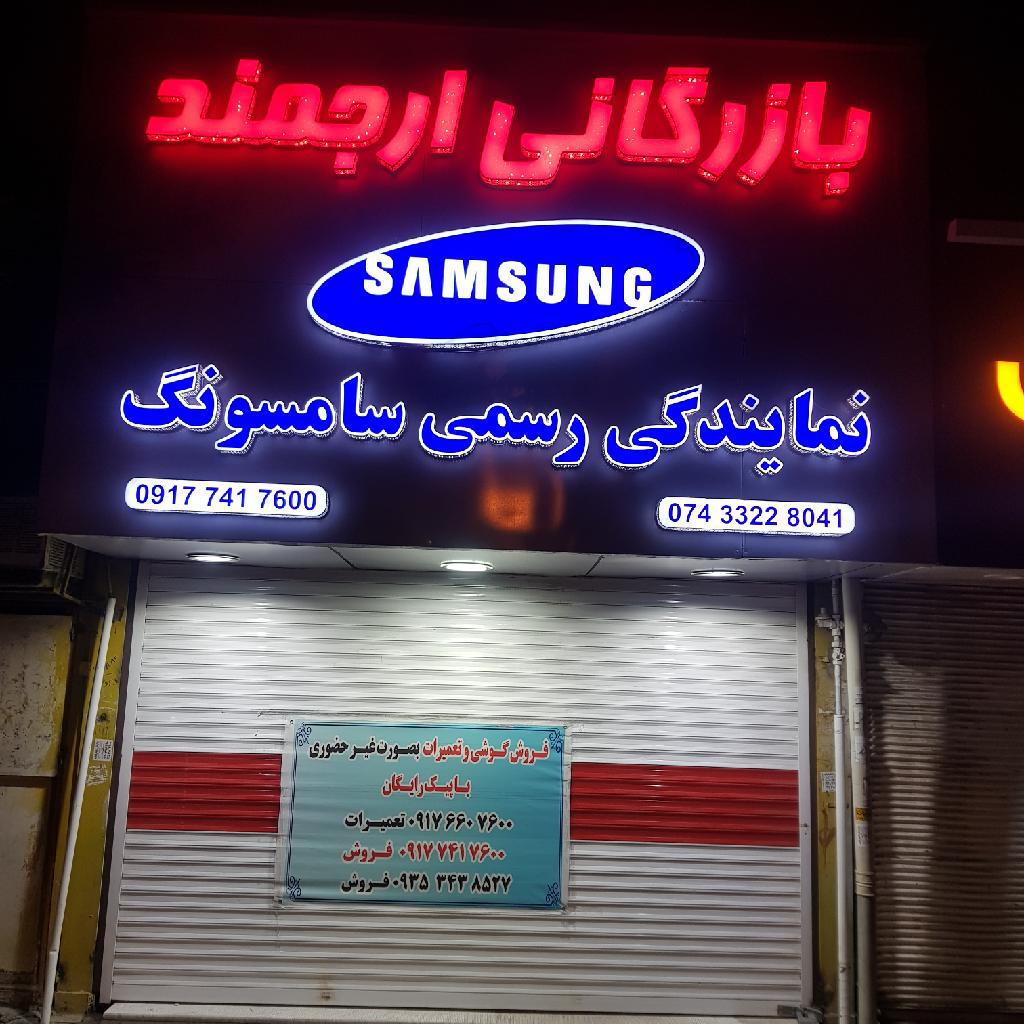 بازرگانی ارجمند
SAMSUNG
نمایندگی رسمی سامسونگ
0917 741 7600
074 3322 8041
فروش گوشی و تعمیرات بصورت غیر حضوری
با پیک رایگان
۰۹۱۷ ۶۶۰ ۷۶۰۰ تعمیرات
۰۹۱۷ ۷۴۱ ۷۶۰۰ فروش
۰۹۳۵ ۳۴۳ ۸۵۲۷ فروش